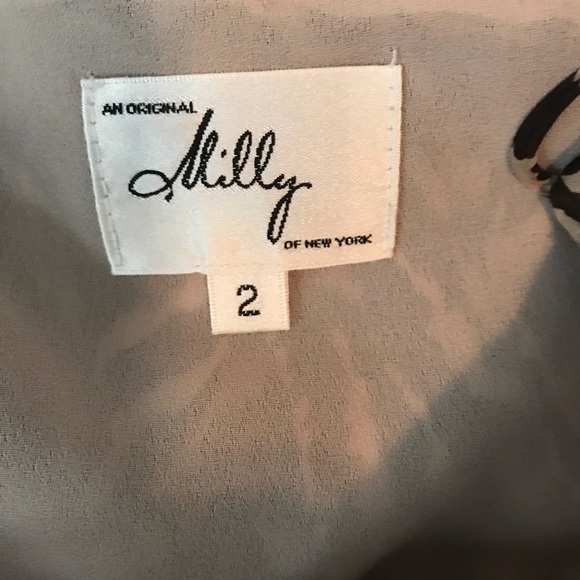 AN ORIGINAL
Milly
OF NEW YORK
2